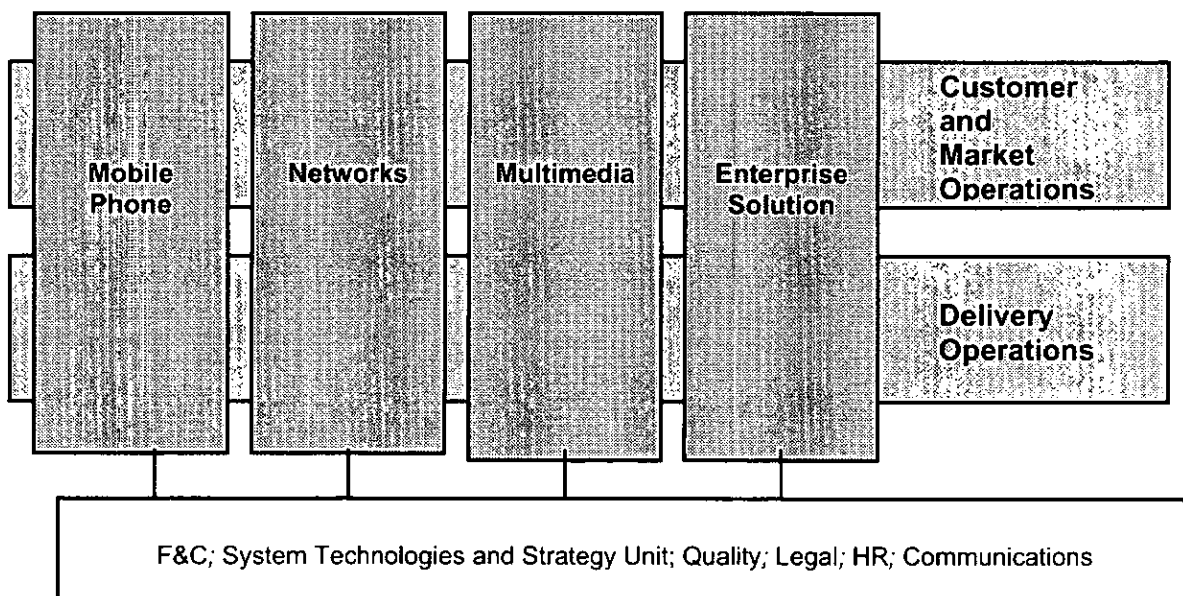 Mobile
Phone
Networks
Multimedia
Enterprise
Solution
Customer
and
Market
Operations
Delivery
Operations
F&C; System Technologies and Strategy Unit; Quality; Legal; HR; Communications